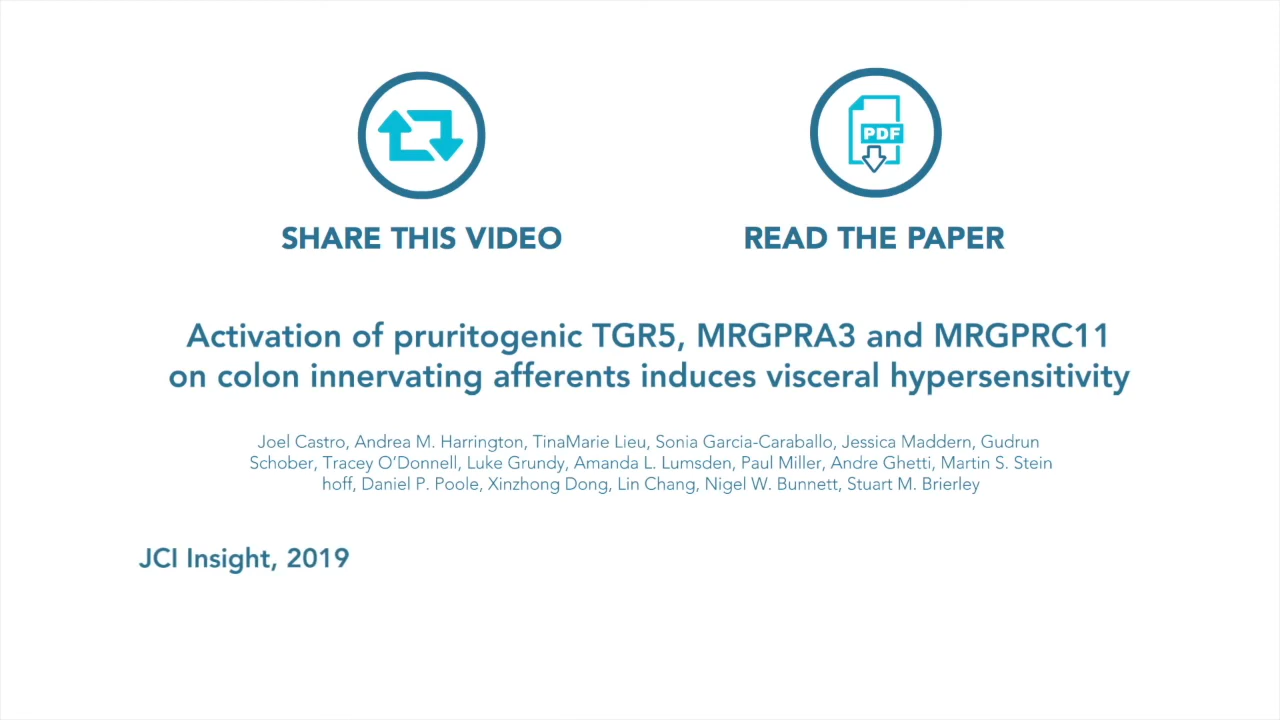 PDF
SHARE THIS VIDEO
READ THE PAPER
Activation of pruritogenic TGR5, MRGPRA3 and MRGPRC11
on colon innervating afferents induces visceral hypersensitivity
Joel Castro, Andrea M. Harrington, TinaMarie Lieu, Sonia Garcia-Caraballo, Jessica Maddern, Gudrun
Schober, Tracey O’Donnell, Luke Grundy, Amanda L. Lumsden, Paul Miller, Andre Ghetti, Martin S. Stein
hoff, Daniel P. Poole, Xinzhong Dong, Lin Chang, Nigel W. Bunnett, Stuart M. Brierley
JCI Insight, 2019